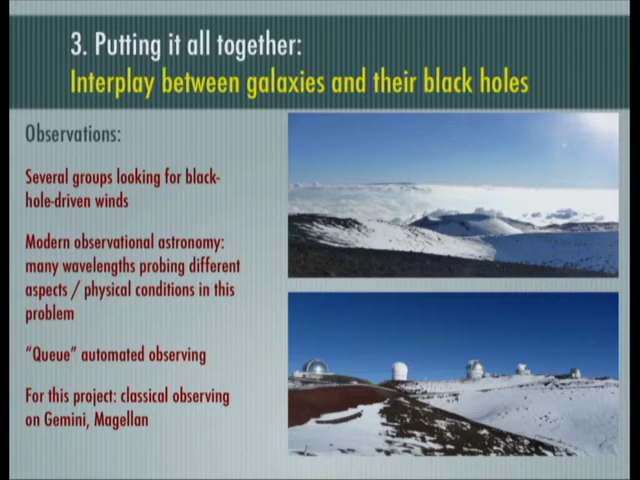 3. Putting it all together:
Interplay between galaxies and their black holes
Observations:
Several groups looking for black-
hole-driven winds
Modern observational astronomy:
many wavelengths probing different
aspects / physical conditions in this
problem
“Queue” automated observing
For this project: classical observing
on Gemini, Magellan